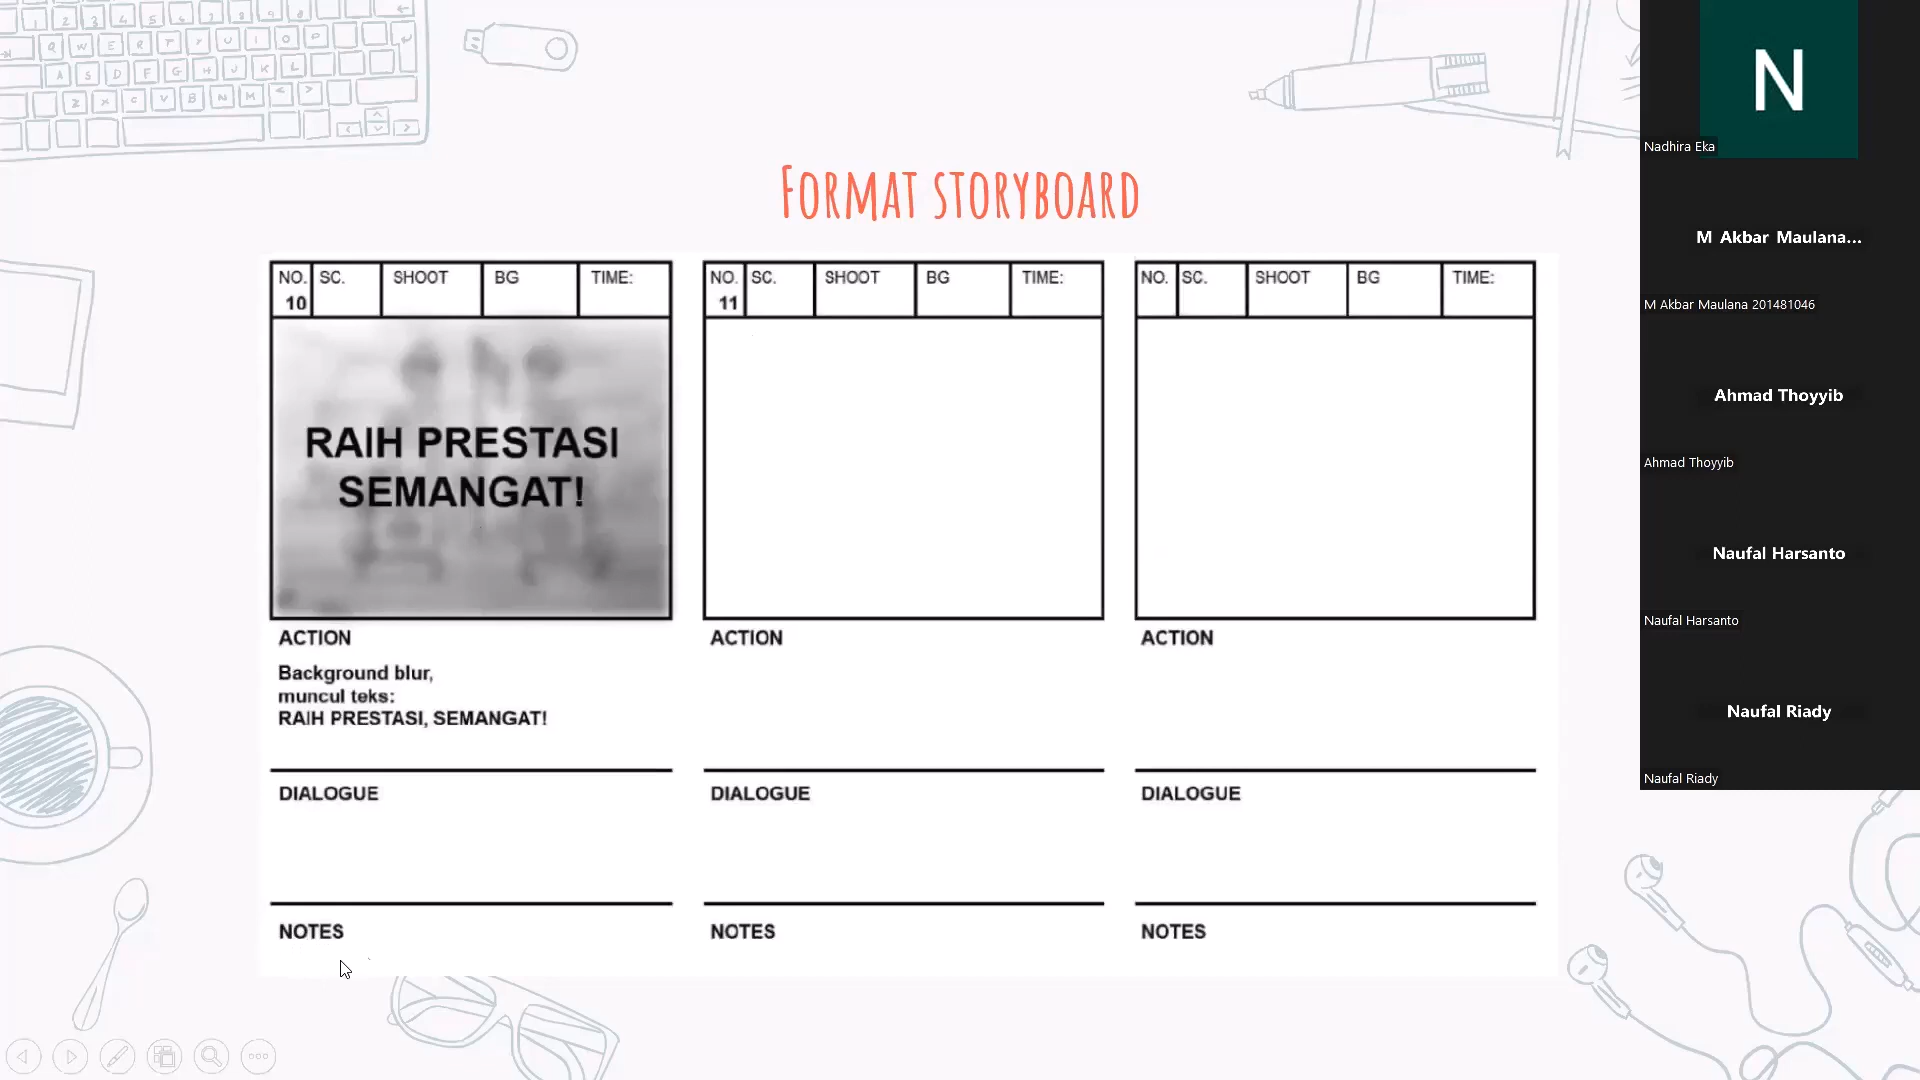 FORMAT STORYBOARD
NO. SC. SHOOT BG TIME:
10
RAIH PRESTASI
SEMANGAT!
ACTION
Background blur,
muncul teks:
RAIH PRESTASI, SEMANGAT!
DIALOGUE
NOTES
NO. SC. SHOOT BG TIME:
11
ACTION
DIALOGUE
NOTES
NO. SC. SHOOT BG TIME:
ACTION
DIALOGUE
NOTES
N
Nadhira Eka
M Akbar Maulana...
M Akbar Maulana 201481046
Ahmad Thoyyib
Ahmad Thoyyib
Naufal Harsanto
Naufal Harsanto
Naufal Riady
Naufal Riady